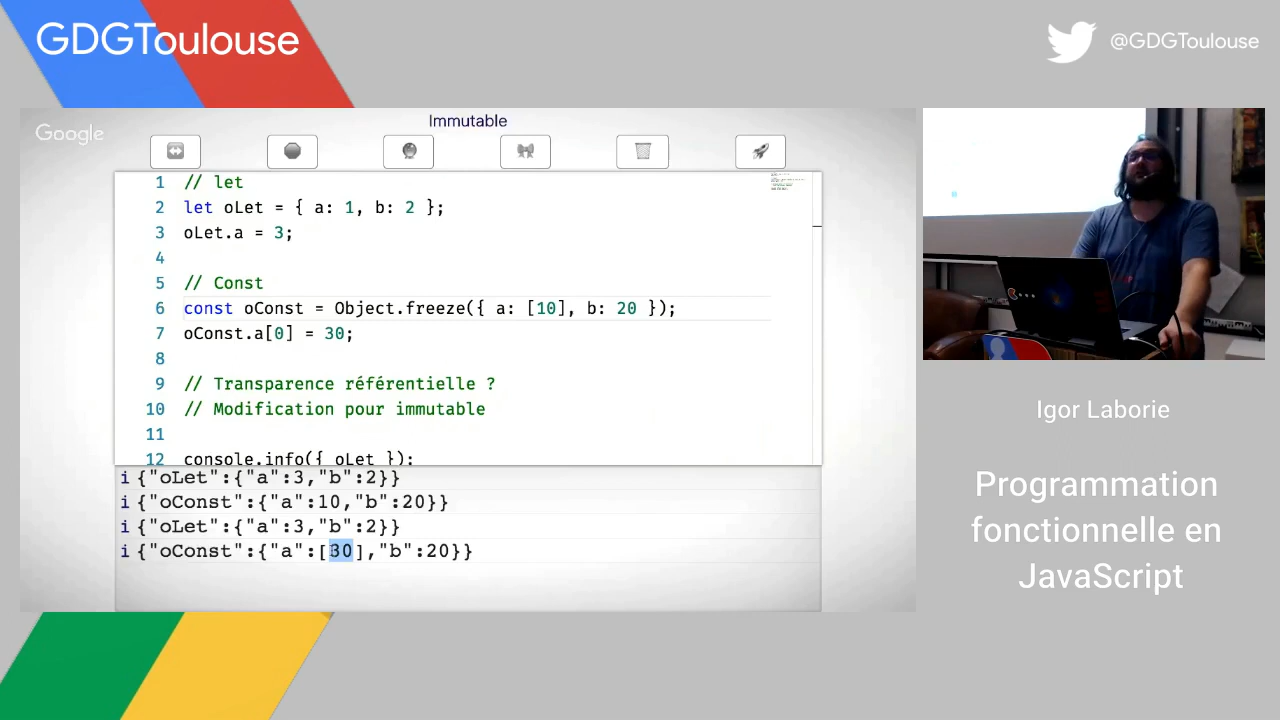 GDGToulouse
@GDGToulouse
Google
Immutable
1 // let
2 let oLet = { a: 1, b: 2 };
3 oLet.a = 3;
4
5 // Const
6 const oConst = Object.freeze({ a: [10], b: 20 });
7 oConst.a[0] = 30;
8
9 // Transparence référentielle ?
10 // Modification pour immutable
11
12 console.info({ oLet });
i {"oLet":{"a":3,"b":2}}
i {"oConst":{"a":10,"b":20}}
i {"oLet":{"a":3,"b":2}}
i {"oConst":{"a":[30],"b":20}}
Igor Laborie
Programmation
fonctionnelle en
JavaScript